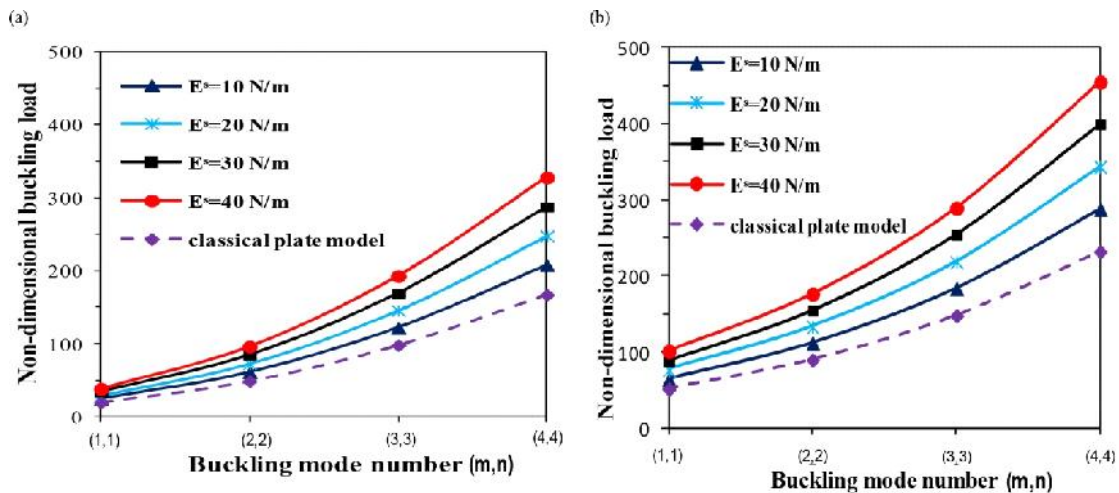 (a)
500
400
300
200
100
0
Non-dimensional buckling load
Eˢ=10 N/m
Eˢ=20 N/m
Eˢ=30 N/m
Eˢ=40 N/m
classical plate model
(1,1) (2,2) (3,3) (4,4)
Buckling mode number (m,n)
(b)
500
400
300
200
100
0
Non-dimensional buckling load
Eˢ=10 N/m
Eˢ=20 N/m
Eˢ=30 N/m
Eˢ=40 N/m
classical plate model
(1,1) (2,2) (3,3) (4,4)
Buckling mode number (m,n)